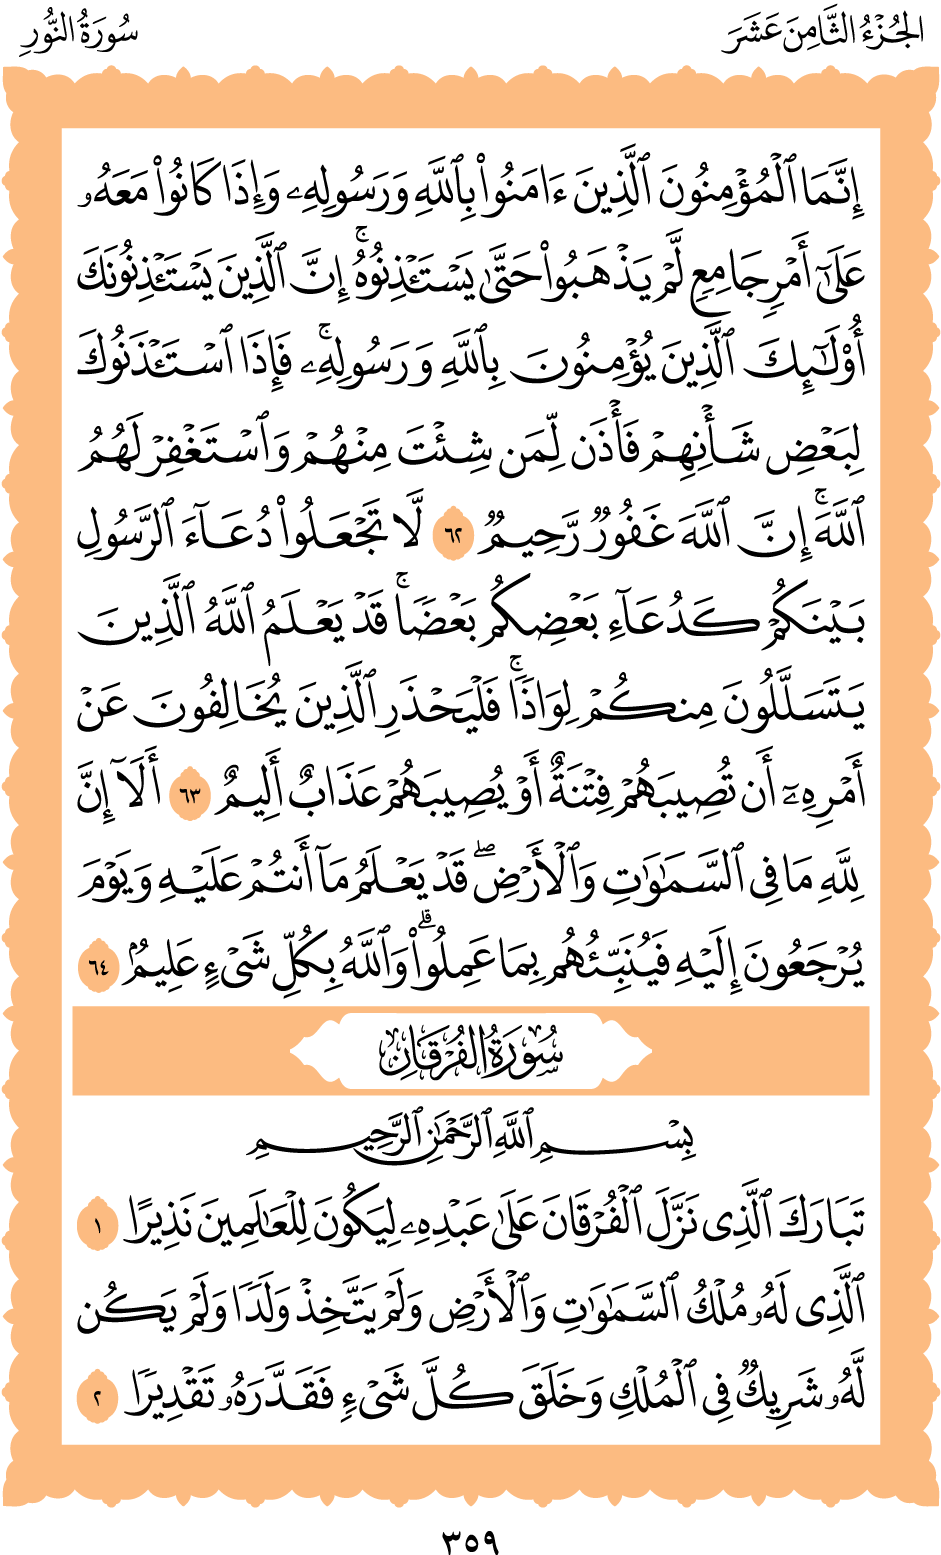 الجُزْءُ الثَّامِنَ عَشَرَ
سُورَةُ النُّورِ
إِنَّمَا ٱلْمُؤْمِنُونَ ٱلَّذِينَ ءَامَنُوا۟ بِٱللَّهِ وَرَسُولِهِۦ وَإِذَا كَانُوا۟ مَعَهُۥ
عَلَىٰٓ أَمْرٍ جَامِعٍ لَّمْ يَذْهَبُوا۟ حَتَّىٰ يَسْتَـْٔذِنُوهُ ۚ إِنَّ ٱلَّذِينَ يَسْتَـْٔذِنُونَكَ
أُو۟لَـٰٓئِكَ ٱلَّذِينَ يُؤْمِنُونَ بِٱللَّهِ وَرَسُولِهِۦ ۚ فَإِذَا ٱسْتَـْٔذَنُوكَ
لِبَعْضِ شَأْنِهِمْ فَأْذَن لِّمَن شِئْتَ مِنْهُمْ وَٱسْتَغْفِرْ لَهُمُ
ٱللَّهَ ۚ إِنَّ ٱللَّهَ غَفُورٌ رَّحِيمٌ ٦٢ لَّا تَجْعَلُوا۟ دُعَآءَ ٱلرَّسُولِ
بَيْنَكُمْ كَدُعَآءِ بَعْضِكُم بَعْضًا ۚ قَدْ يَعْلَمُ ٱللَّهُ ٱلَّذِينَ
يَتَسَلَّلُونَ مِنكُمْ لِوَاذًا ۚ فَلْيَحْذَرِ ٱلَّذِينَ يُخَالِفُونَ عَنْ
أَمْرِهِۦٓ أَن تُصِيبَهُمْ فِتْنَةٌ أَوْ يُصِيبَهُمْ عَذَابٌ أَلِيمٌ ٦٣ أَلَآ إِنَّ
لِلَّهِ مَا فِى ٱلسَّمَـٰوَٰتِ وَٱلْأَرْضِ ۖ قَدْ يَعْلَمُ مَآ أَنتُمْ عَلَيْهِ وَيَوْمَ
يُرْجَعُونَ إِلَيْهِ فَيُنَبِّئُهُم بِمَا عَمِلُوا۟ ۗ وَٱللَّهُ بِكُلِّ شَىْءٍ عَلِيمٌۢ ٦٤
سُورَةُ الفُرْقَانِ
بِسْمِ ٱللَّهِ ٱلرَّحْمَـٰنِ ٱلرَّحِيمِ
تَبَارَكَ ٱلَّذِى نَزَّلَ ٱلْفُرْقَانَ عَلَىٰ عَبْدِهِۦ لِيَكُونَ لِلْعَـٰلَمِينَ نَذِيرًا ١
ٱلَّذِى لَهُۥ مُلْكُ ٱلسَّمَـٰوَٰتِ وَٱلْأَرْضِ وَلَمْ يَتَّخِذْ وَلَدًا وَلَمْ يَكُن
لَّهُۥ شَرِيكٌ فِى ٱلْمُلْكِ وَخَلَقَ كُلَّ شَىْءٍ فَقَدَّرَهُۥ تَقْدِيرًا ٢
٣٥٩